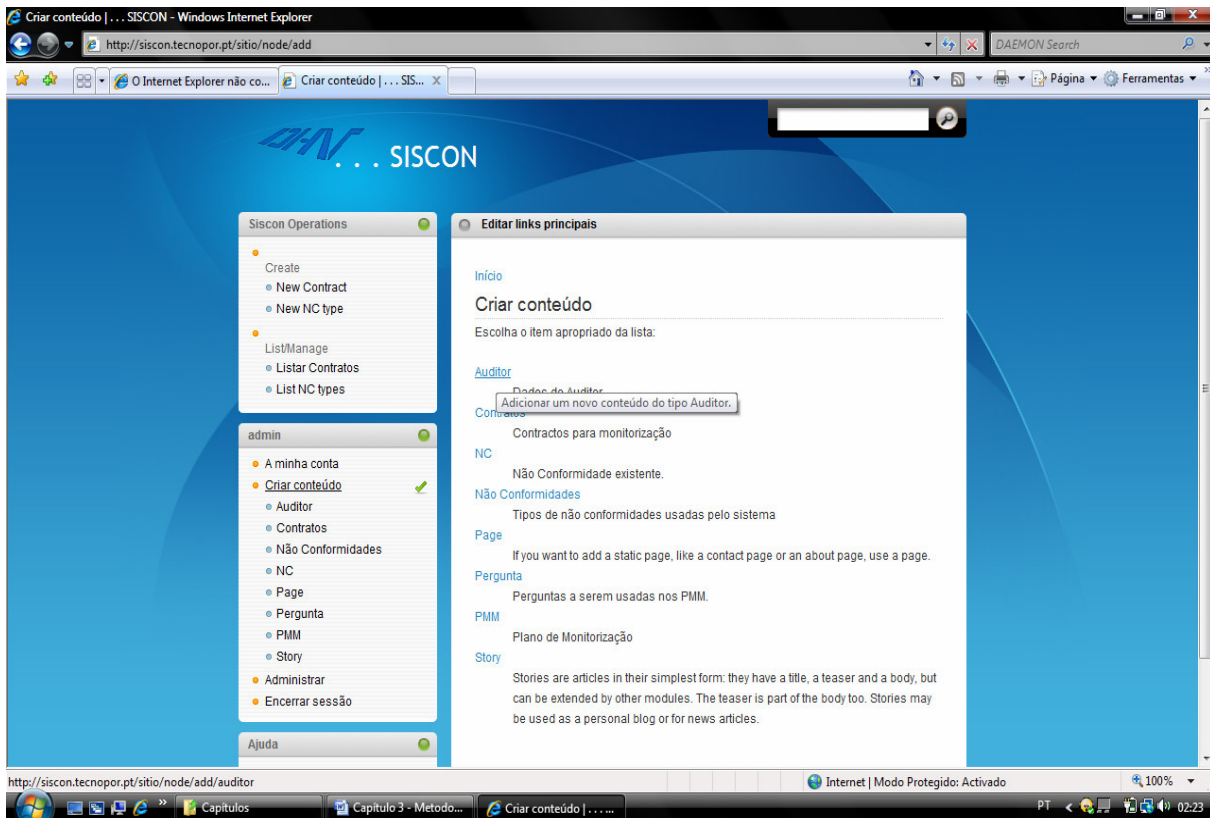 Criar conteúdo | . . . SISCON - Windows Internet Explorer
http://siscon.tecnopor.pt/sitio/node/add
DAEMON Search
O Internet Explorer não co...
Criar conteúdo | . . . SIS...
Página
Ferramentas
DHV. . . SISCON
Siscon Operations
Create
New Contract
New NC type
List/Manage
Listar Contratos
List NC types
admin
A minha conta
Criar conteúdo
Auditor
Contratos
Não Conformidades
NC
Page
Pergunta
PMM
Story
Administrar
Encerrar sessão
Ajuda
Editar links principais
Início
Criar conteúdo
Escolha o item apropriado da lista:
Auditor
Dados do Auditor
Adicionar um novo conteúdo do tipo Auditor.
Contratos
Contractos para monitorização
NC
Não Conformidade existente.
Não Conformidades
Tipos de não conformidades usadas pelo sistema
Page
If you want to add a static page, like a contact page or an about page, use a page.
Pergunta
Perguntas a serem usadas nos PMM.
PMM
Plano de Monitorização
Story
Stories are articles in their simplest form: they have a title, a teaser and a body, but
can be extended by other modules. The teaser is part of the body too. Stories may
be used as a personal blog or for news articles.
http://siscon.tecnopor.pt/sitio/node/add/auditor
Internet | Modo Protegido: Activado
100%
Capítulos
Capítulo 3 - Metodo...
Criar conteúdo | . . . ...
PT
02:23